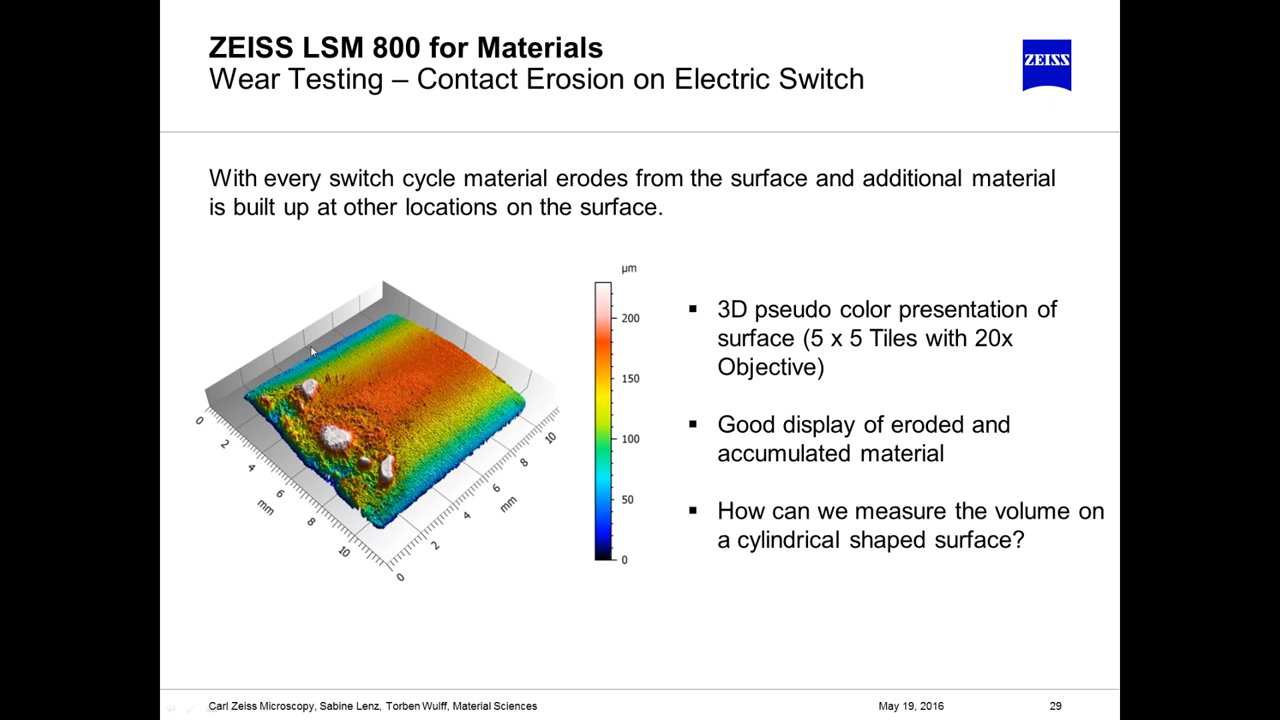 ZEISS LSM 800 for Materials
Wear Testing – Contact Erosion on Electric Switch
ZEISS
With every switch cycle material erodes from the surface and additional material
is built up at other locations on the surface.
µm
200
150
100
50
0
0
2
4
6
8
10
mm
0
2
4
6
8
10
mm
▪ 3D pseudo color presentation of
surface (5 x 5 Tiles with 20x
Objective)
▪ Good display of eroded and
accumulated material
▪ How can we measure the volume on
a cylindrical shaped surface?
Carl Zeiss Microscopy, Sabine Lenz, Torben Wulff, Material Sciences
May 19, 2016
29